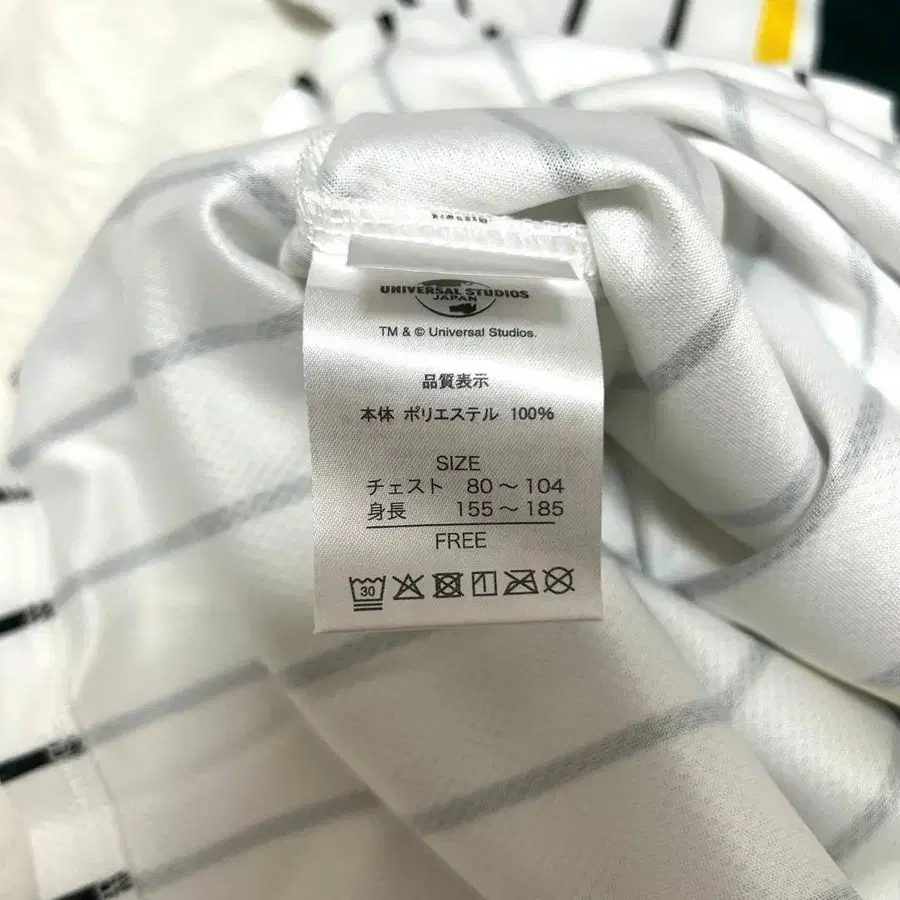 UNIVERSAL STUDIOS
JAPAN
TM & © Universal Studios.
品質表示
本体 ポリエステル 100%
SIZE
チェスト 80～104
身長 155～185
FREE
30